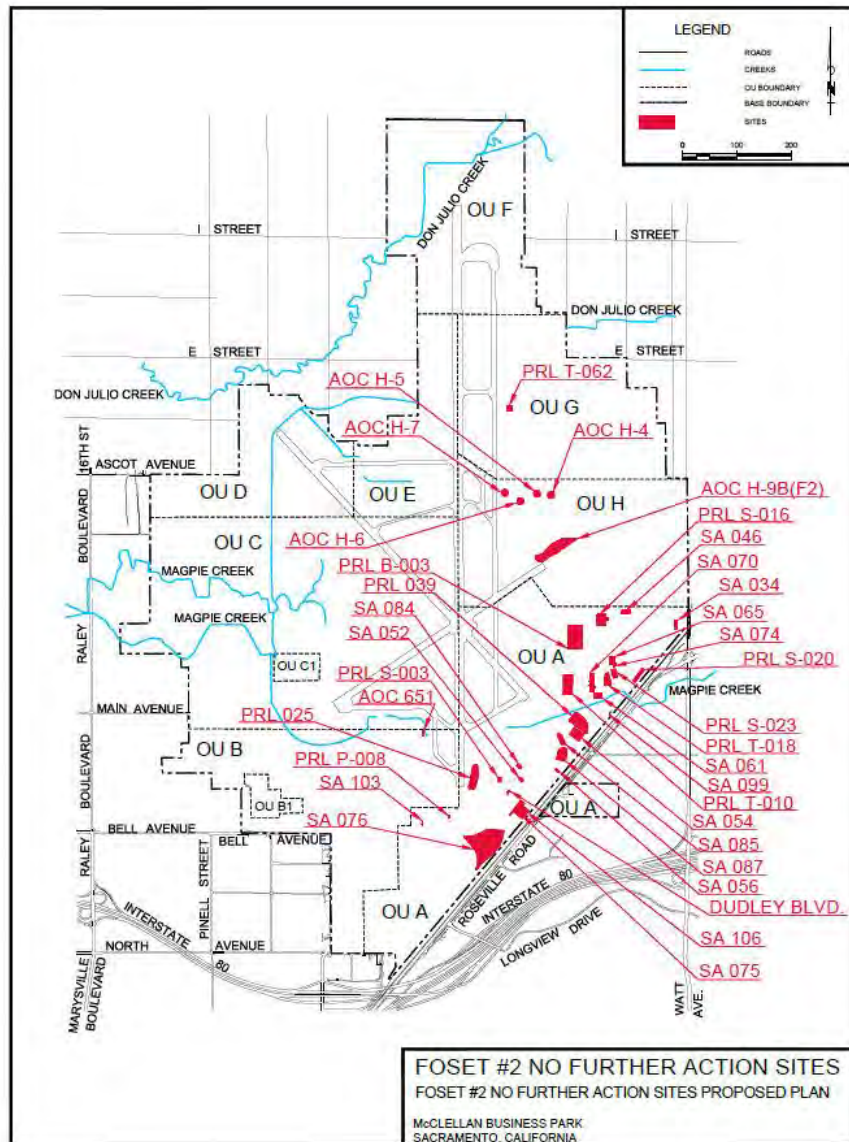 LEGEND
ROADS
CREEKS
OU BOUNDARY
BASE BOUNDARY
SITES
N
0 100 200
OU F
I STREET
I STREET
DON JULIO CREEK
DON JULIO CREEK
E STREET
E STREET
DON JULIO CREEK
PRL T-062
AOC H-5
OU G
AOC H-7
AOC H-4
16TH ST
ASCOT AVENUE
OU D
OU E
OU H
AOC H-9B(F2)
PRL S-016
OU C
AOC H-6
SA 046
BOULEVARD
PRL B-003
SA 070
MAGPIE CREEK
PRL 039
SA 034
SA 084
SA 065
MAGPIE CREEK
SA 052
SA 074
RALEY
OU C1
OU A
PRL S-020
PRL S-003
AOC 651
MAGPIE CREEK
MAIN AVENUE
PRL 025
PRL S-023
OU B
PRL T-018
PRL P-008
SA 061
BOULEVARD
OU B1
SA 103
SA 099
PRL T-010
OU A
SA 076
SA 054
BELL AVENUE
BELL AVENUE
SA 085
RALEY
PINELL STREET
ROSEVILLE ROAD
SA 087
INTERSTATE 80
SA 056
OU A
DUDLEY BLVD.
INTERSTATE 80
LONGVIEW DRIVE
SA 106
NORTH AVENUE
SA 075
MARYSVILLE BOULEVARD
WATT AVE.
FOSET #2 NO FURTHER ACTION SITES
FOSET #2 NO FURTHER ACTION SITES PROPOSED PLAN
McCLELLAN BUSINESS PARK
SACRAMENTO, CALIFORNIA